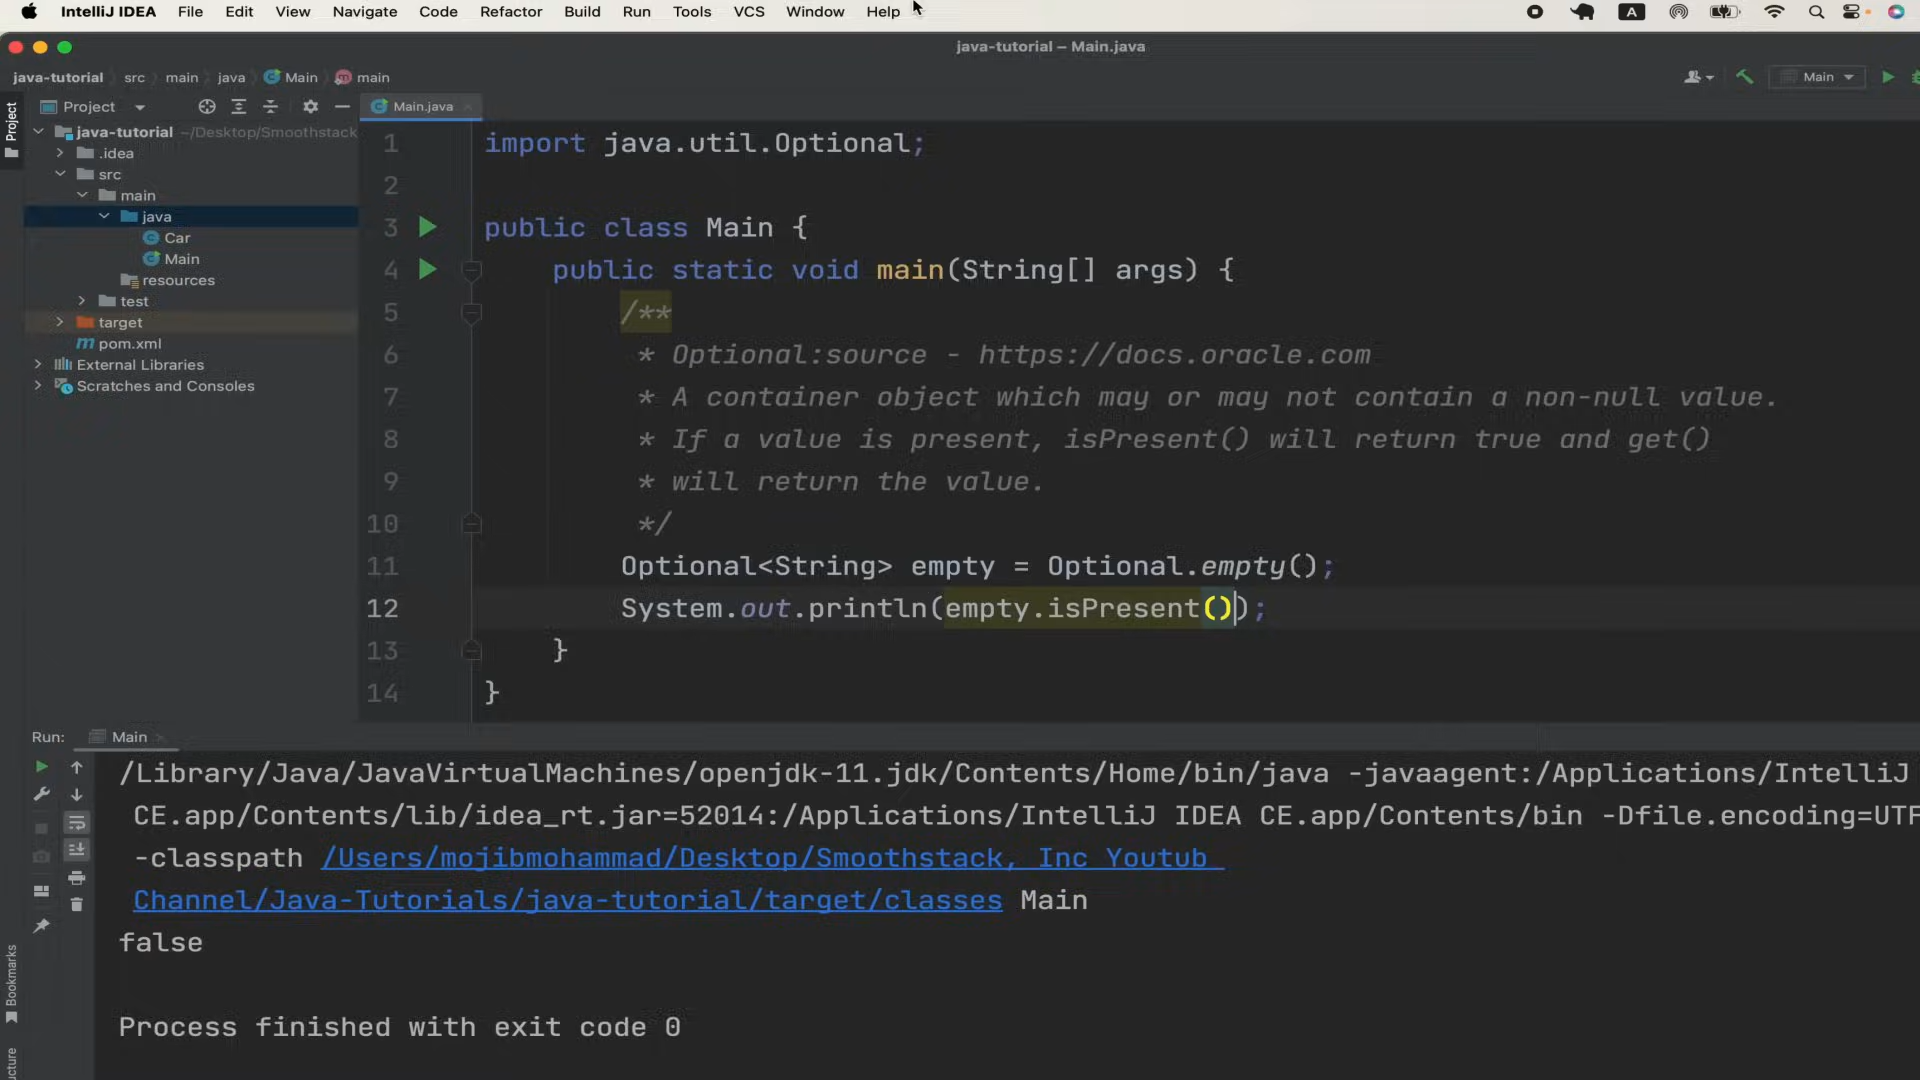 IntelliJ IDEA File Edit View Navigate Code Refactor Build Run Tools VCS Window Help A
java-tutorial – Main.java
java-tutorial src main java Main main Main
Project
Project
Main.java
java-tutorial ~/Desktop/Smoothstack
.idea
src
main
java
Car
Main
resources
test
target
pom.xml
External Libraries
Scratches and Consoles
1 import java.util.Optional;
2
3 public class Main {
4 public static void main(String[] args) {
5 /**
6 * Optional:source - https://docs.oracle.com
7 * A container object which may or may not contain a non-null value.
8 * If a value is present, isPresent() will return true and get()
9 * will return the value.
10 */
11 Optional<String> empty = Optional.empty();
12 System.out.println(empty.isPresent());
13 }
14 }
Run: Main
/Library/Java/JavaVirtualMachines/openjdk-11.jdk/Contents/Home/bin/java -javaagent:/Applications/IntelliJ
CE.app/Contents/lib/idea_rt.jar=52014:/Applications/IntelliJ IDEA CE.app/Contents/bin -Dfile.encoding=UTF
-classpath /Users/mojibmohammad/Desktop/Smoothstack, Inc Youtub
Channel/Java-Tutorials/java-tutorial/target/classes Main
false
Process finished with exit code 0
Bookmarks